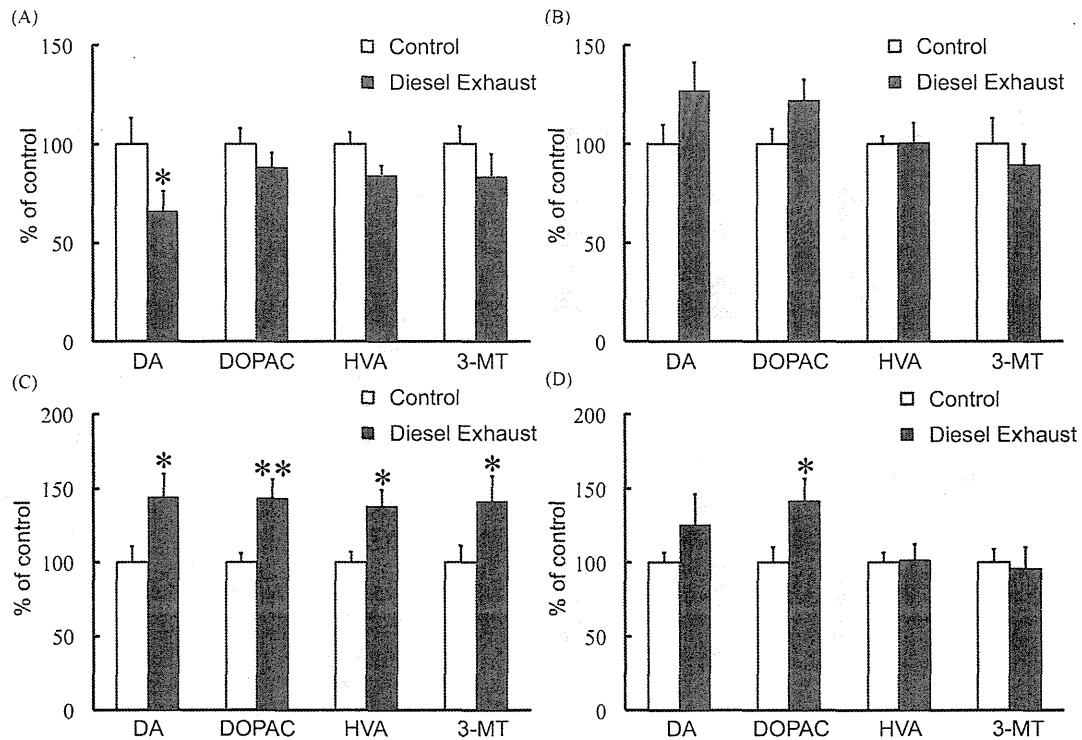 (A)
150
100
50
0
% of control
Control
Diesel Exhaust
*
DA DOPAC HVA 3-MT
(B)
150
100
50
0
% of control
Control
Diesel Exhaust
DA DOPAC HVA 3-MT
(C)
200
150
100
50
0
% of control
Control
Diesel Exhaust
* ** * *
DA DOPAC HVA 3-MT
(D)
200
150
100
50
0
% of control
Control
Diesel Exhaust
*
DA DOPAC HVA 3-MT